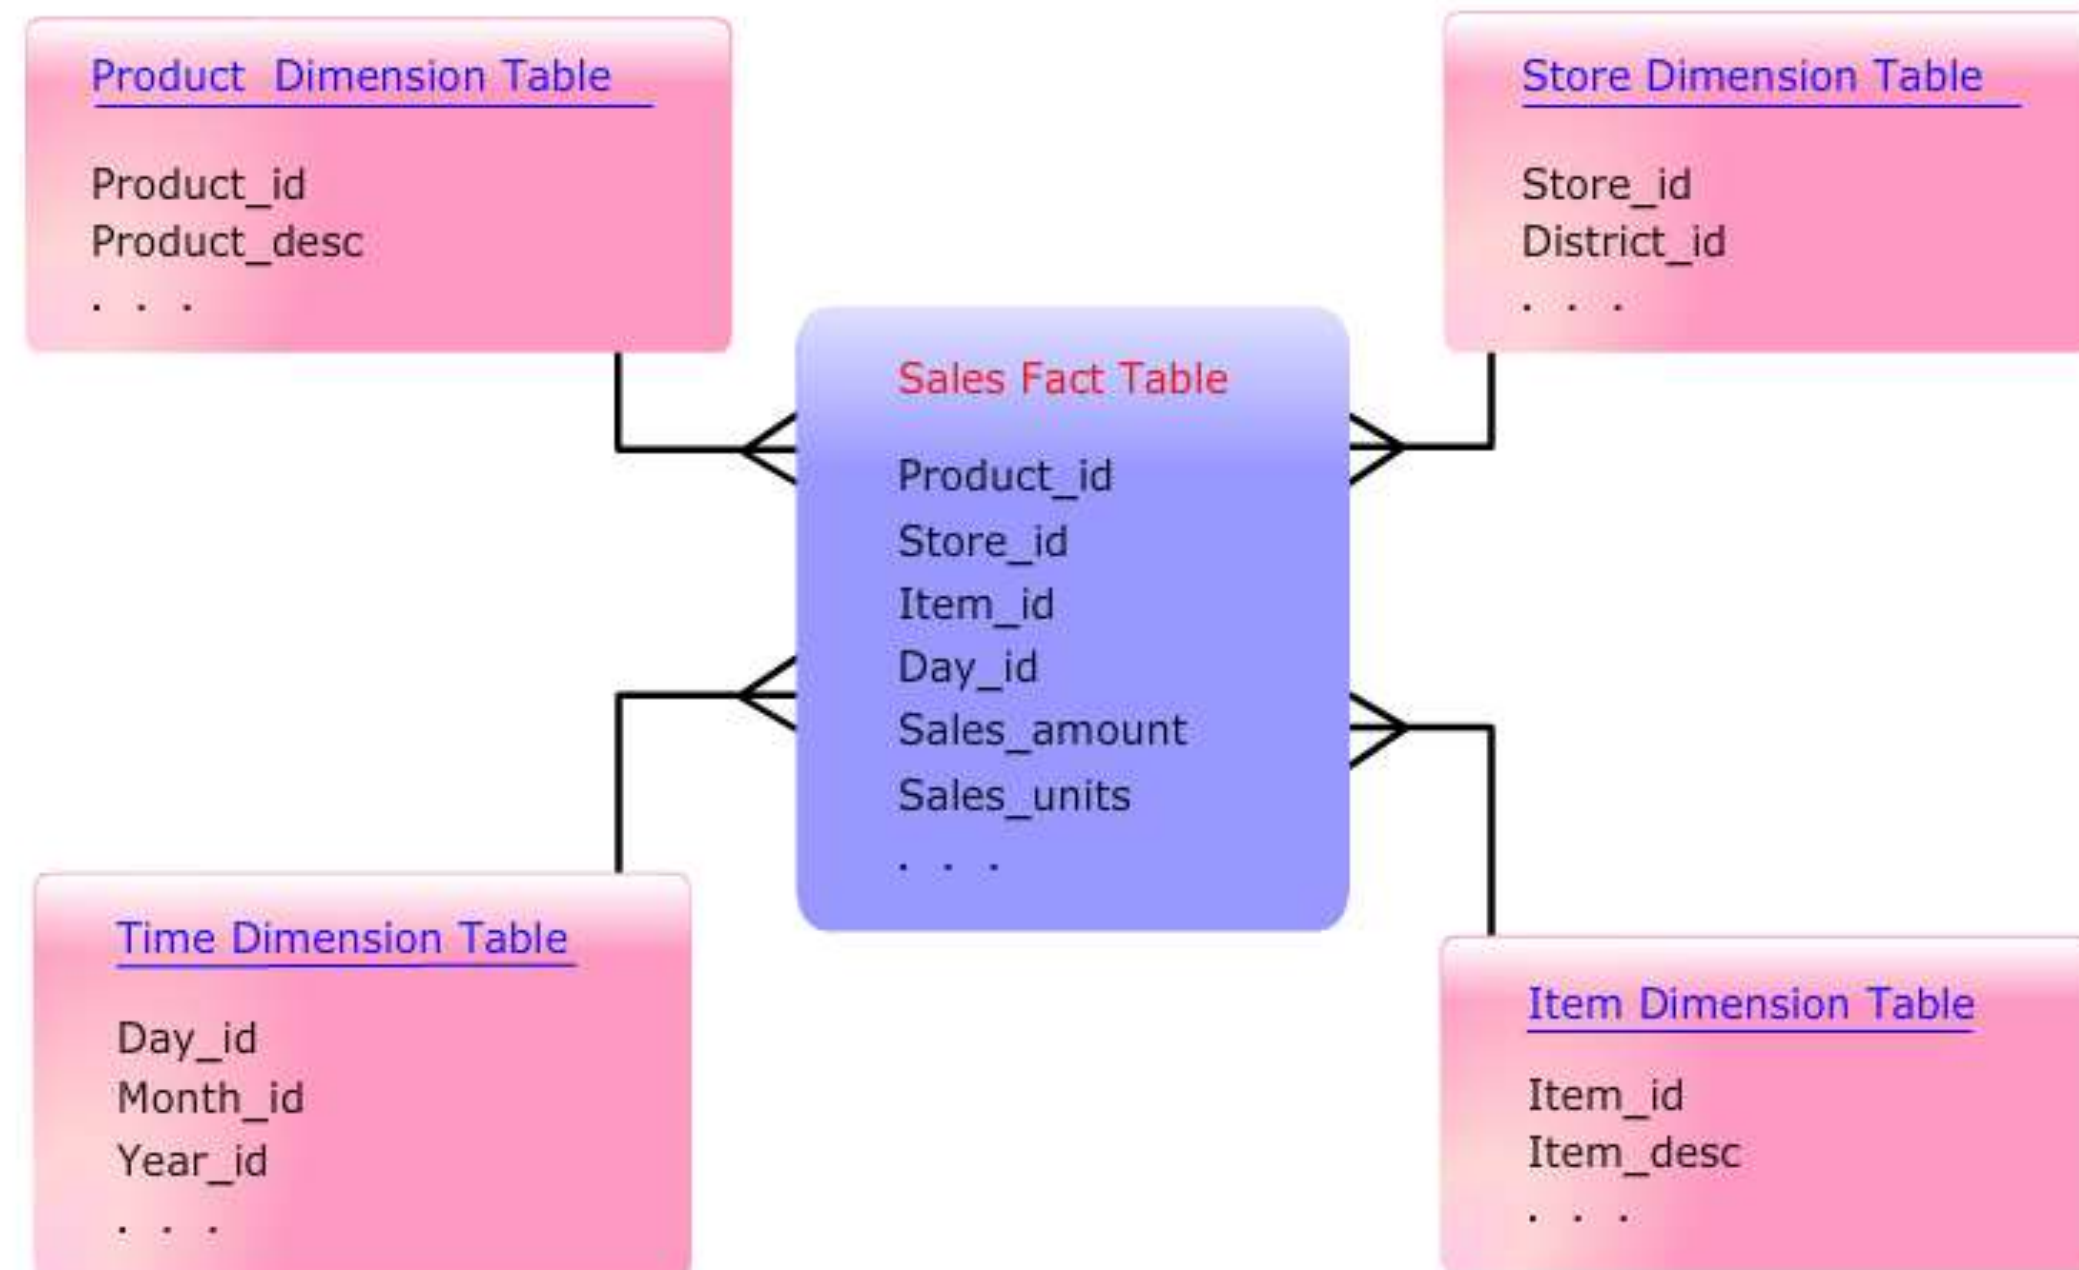 Product  Dimension Table
Product_id
Product_desc
. . .
Store Dimension Table
Store_id
District_id
. . .
Sales Fact Table
Product_id
Store_id
Item_id
Day_id
Sales_amount
Sales_units
. . .
Time Dimension Table
Day_id
Month_id
Year_id
. . .
Item Dimension Table
Item_id
Item_desc
. . .